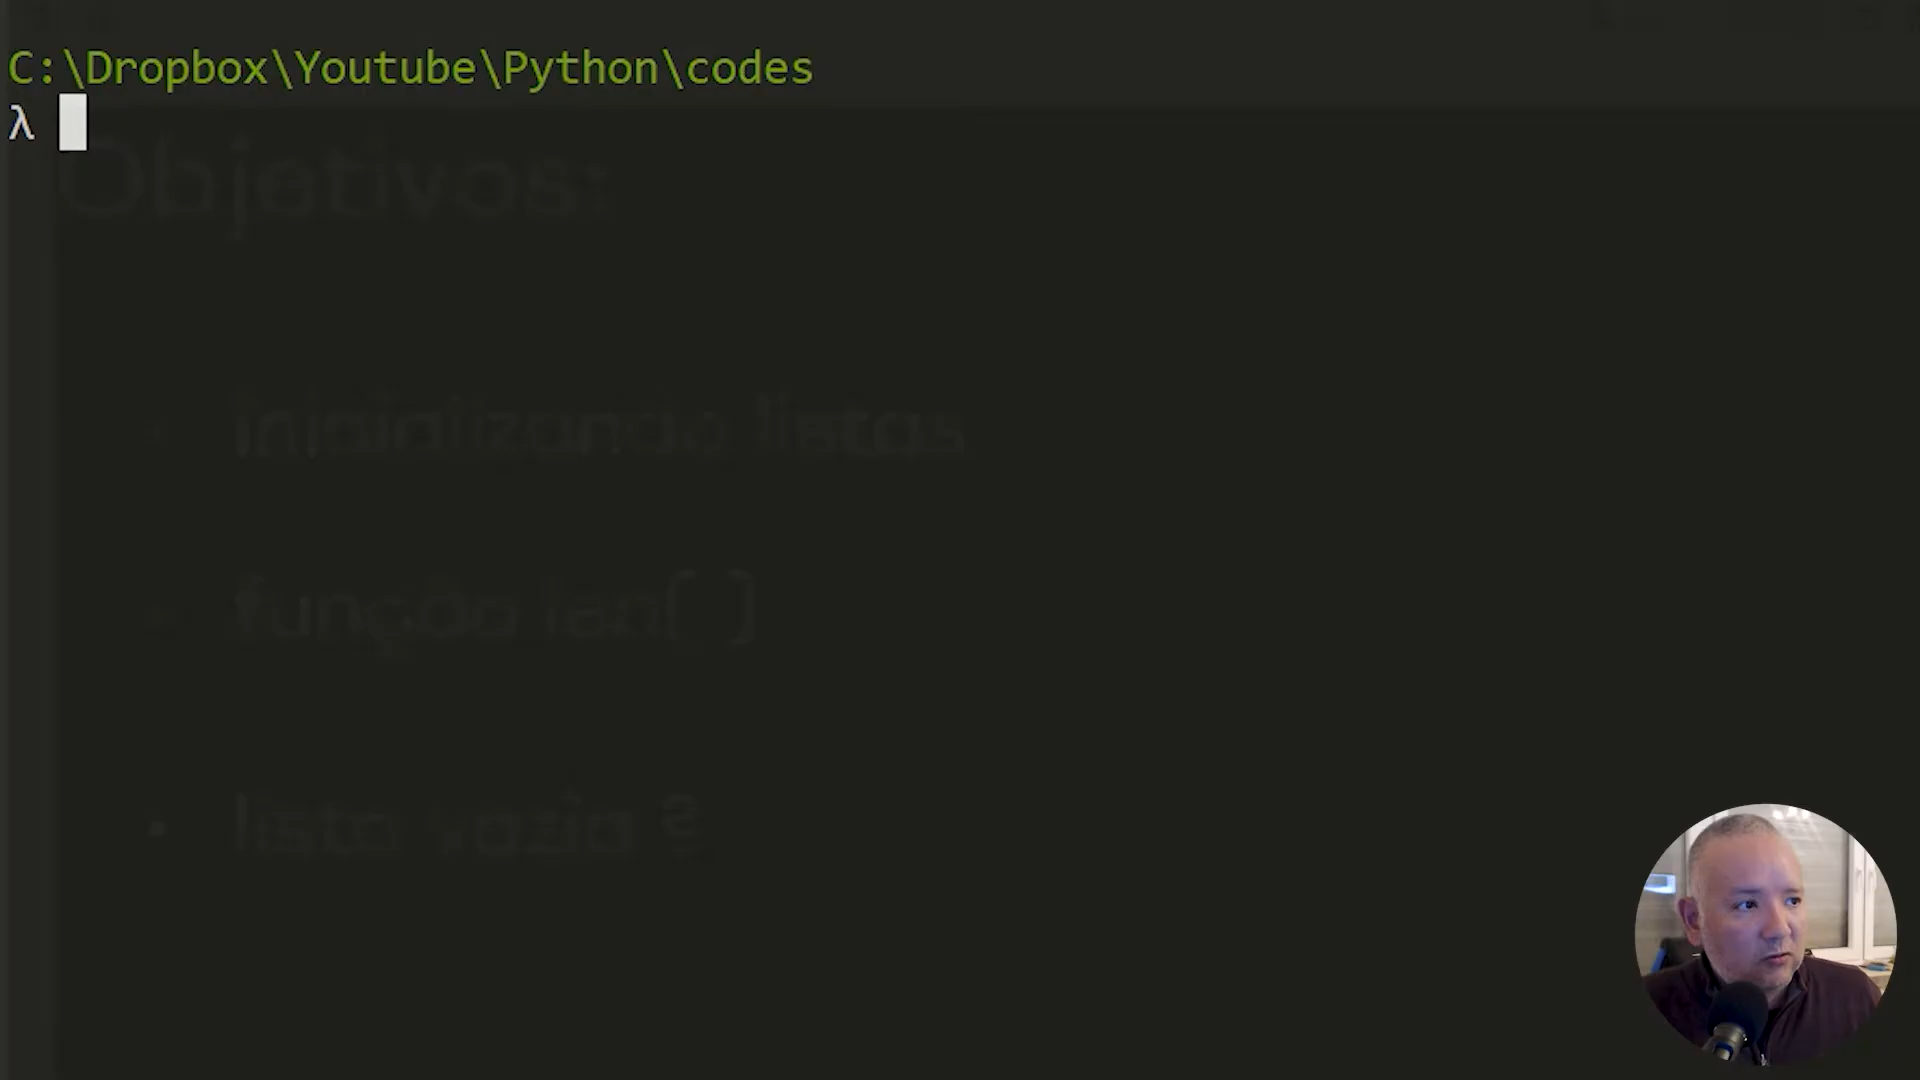 C:\Dropbox\Youtube\Python\codes
λ
Objetivos:
inicializando listas
função len( )
lista vazia ?